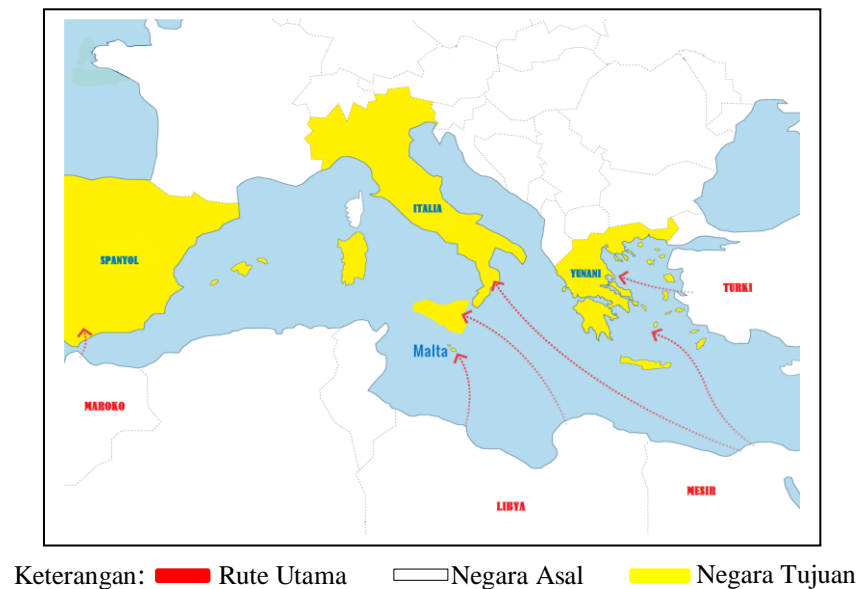 ITALIA
SPANYOL
YUNANI
TURKI
Malta
MAROKO
MESIR
LIBYA
Keterangan: Rute Utama Negara Asal Negara Tujuan